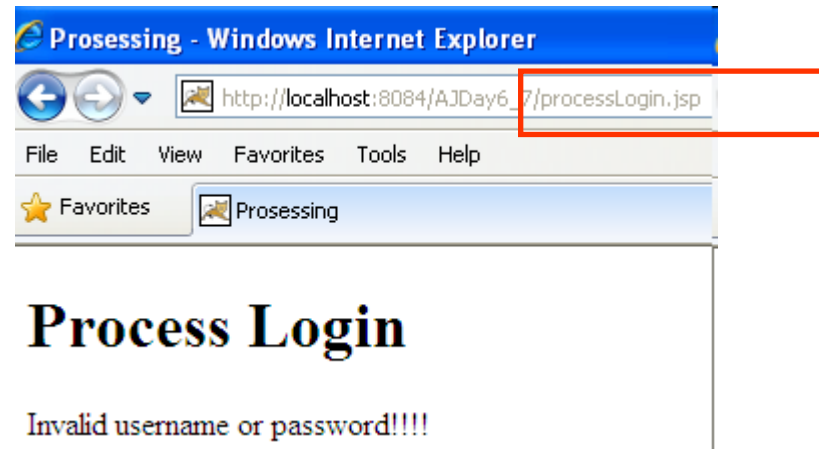 Prosessing - Windows Internet Explorer
http://localhost:8084/AJDay6_7/processLogin.jsp
File Edit View Favorites Tools Help
Favorites Prosessing
Process Login
Invalid username or password!!!!